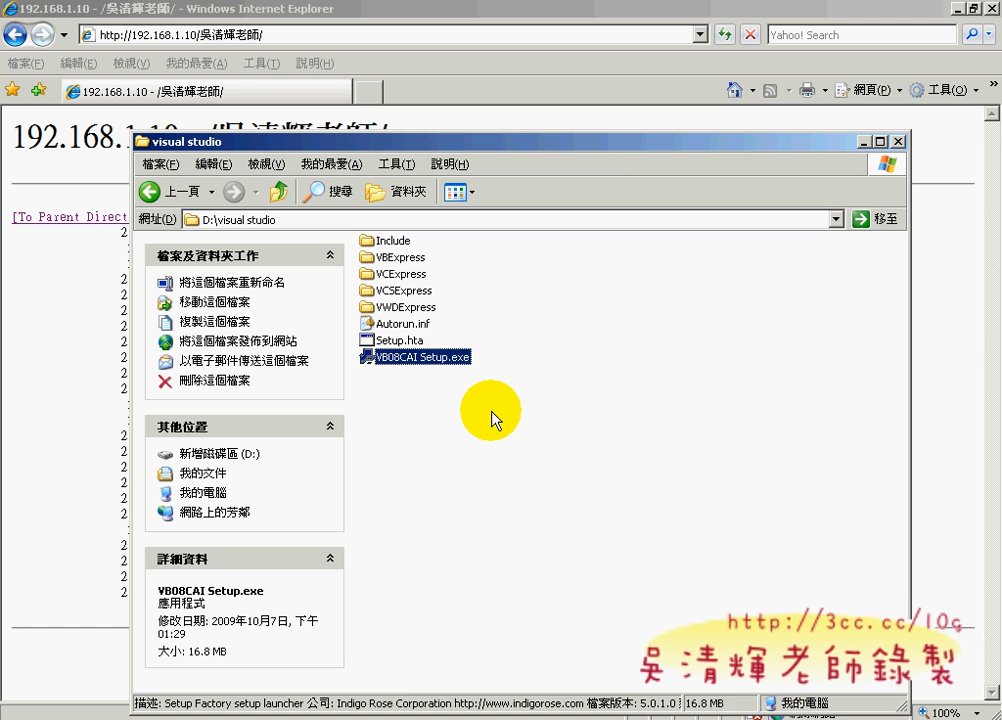 192.168.1.10 - /吳清輝老師/ - Windows Internet Explorer
http://192.168.1.10/吳清輝老師/
Yahoo! Search
檔案(F) 編輯(E) 檢視(V) 我的最愛(A) 工具(T) 說明(H)
192.168.1.10 - /吳清輝老師/
網頁(P) 工具(O)
192.168.1.10 - /吳清輝老師/
[To Parent Direct
visual studio
檔案(F) 編輯(E) 檢視(V) 我的最愛(A) 工具(T) 說明(H)
上一頁 搜尋 資料夾
網址(D) D:\visual studio 移至
檔案及資料夾工作
將這個檔案重新命名
移動這個檔案
複製這個檔案
將這個檔案發佈到網站
以電子郵件傳送這個檔案
刪除這個檔案
其他位置
新增磁碟區 (D:)
我的文件
我的電腦
網路上的芳鄰
詳細資料
VB08CAI Setup.exe
應用程式
修改日期: 2009年10月7日, 下午
01:29
大小: 16.8 MB
Include
VBExpress
VCExpress
VCSExpress
VWDExpress
Autorun.inf
Setup.hta
VB08CAI Setup.exe
http://3cc.cc/10g
吳清輝老師錄製
描述: Setup Factory setup launcher 公司: Indigo Rose Corporation http://www.indigorose.com 檔案版本: 5.0.1.0 16.8 MB 我的電腦
100%